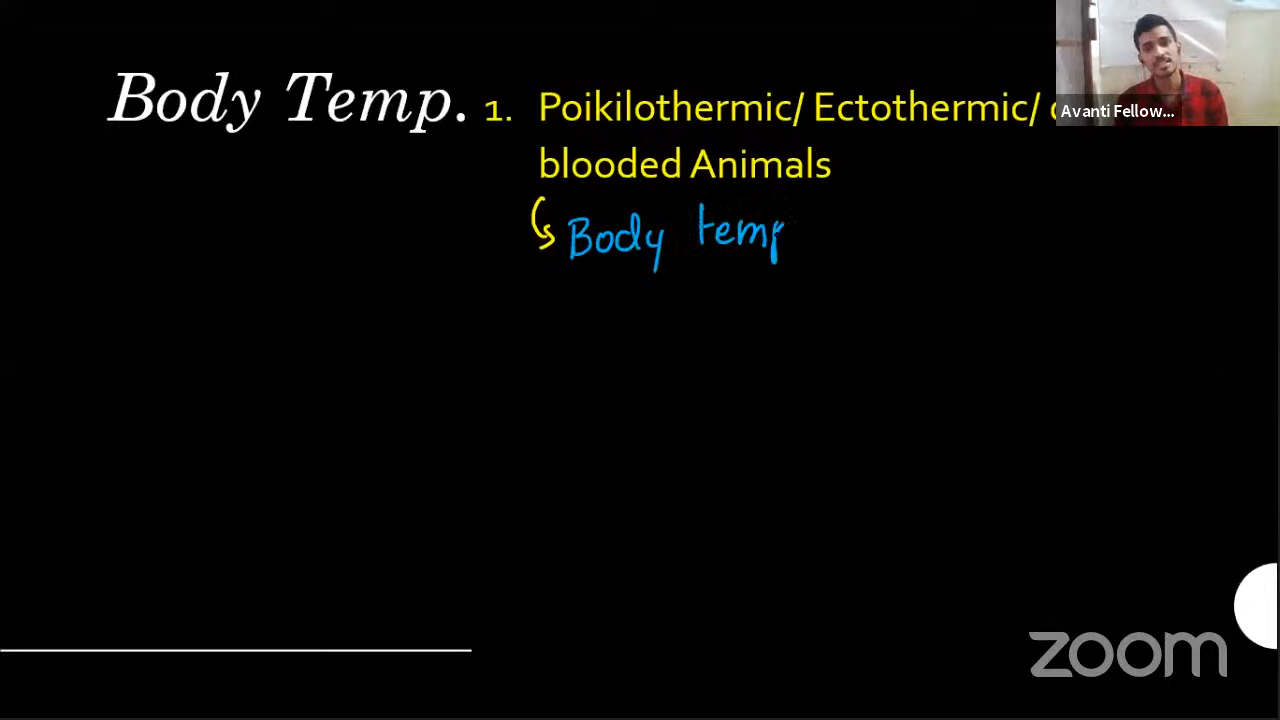 Body Temp.
1. Poikilothermic/ Ectothermic/
blooded Animals
Body temp
Avanti Fellow...
zoom